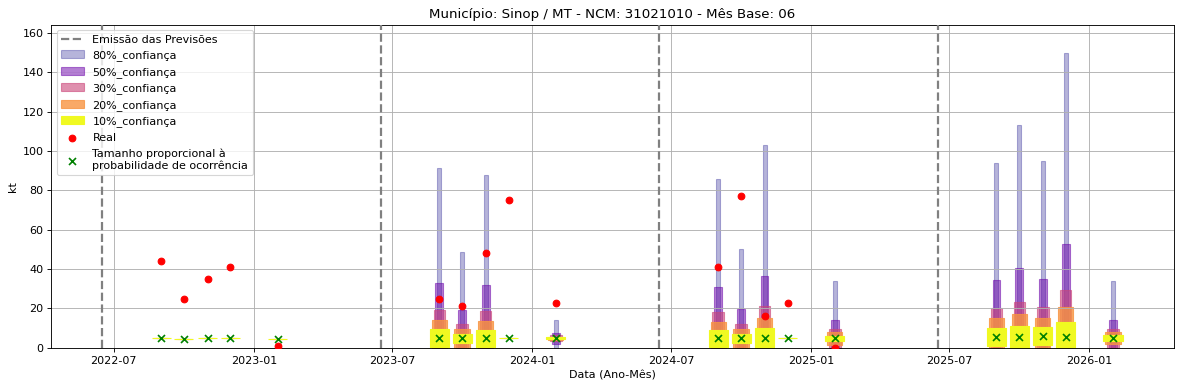 Município: Sinop / MT - NCM: 31021010 - Mês Base: 06
160
140
120
100
80
60
40
20
0
kt
Emissão das Previsões
80%_confiança
50%_confiança
30%_confiança
20%_confiança
10%_confiança
Real
Tamanho proporcional à
probabilidade de ocorrência
2022-07
2023-01
2023-07
2024-01
2024-07
2025-01
2025-07
2026-01
Data (Ano-Mês)